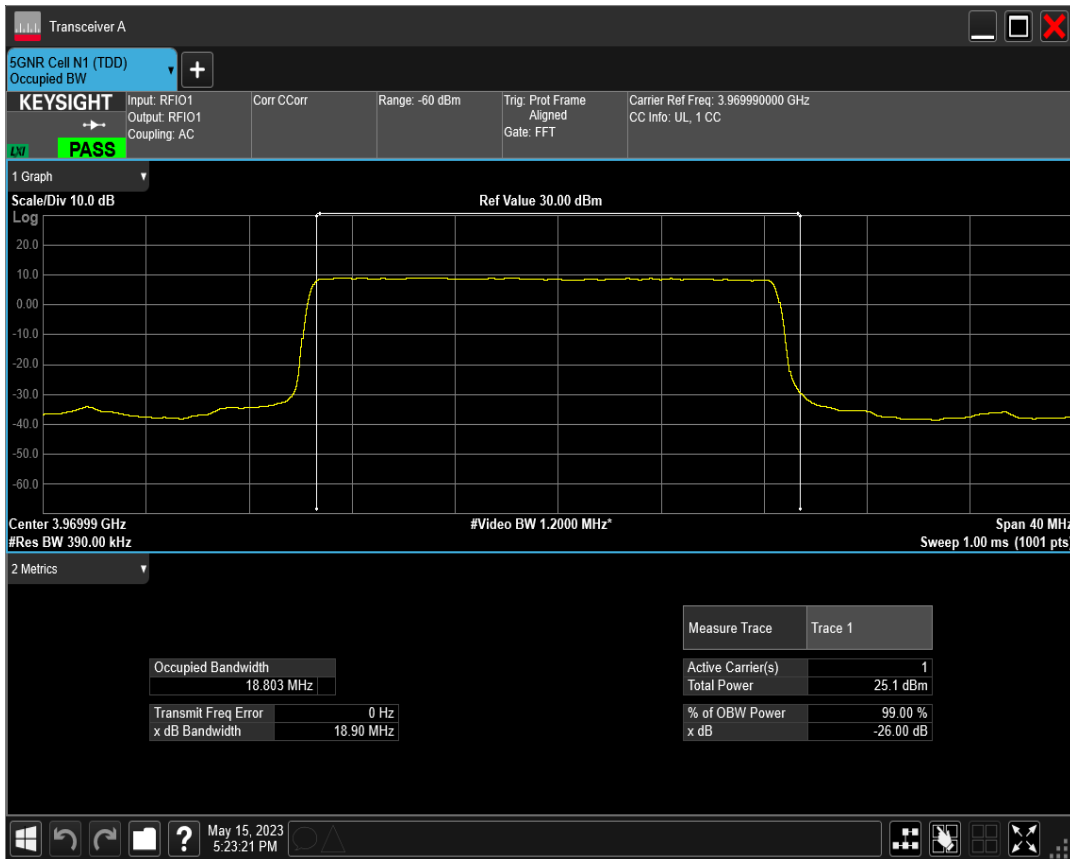 Transceiver A
5GNR Cell N1 (TDD)
Occupied BW
+
KEYSIGHT
LXI
PASS
Input: RFIO1
Output: RFIO1
Coupling: AC
Corr CCorr
Range: -60 dBm
Trig: Prot Frame
Aligned
Gate: FFT
Carrier Ref Freq: 3.969990000 GHz
CC Info: UL, 1 CC
1 Graph
Scale/Div 10.0 dB
Ref Value 30.00 dBm
Log
20.0
10.0
0.00
-10.0
-20.0
-30.0
-40.0
-50.0
-60.0
Center 3.96999 GHz
#Video BW 1.2000 MHz*
Span 40 MHz
#Res BW 390.00 kHz
Sweep 1.00 ms (1001 pts)
2 Metrics
Measure Trace Trace 1
Occupied Bandwidth
18.803 MHz
Active Carrier(s) 1
Total Power 25.1 dBm
Transmit Freq Error 0 Hz
x dB Bandwidth 18.90 MHz
% of OBW Power 99.00 %
x dB -26.00 dB
?
May 15, 2023
5:23:21 PM